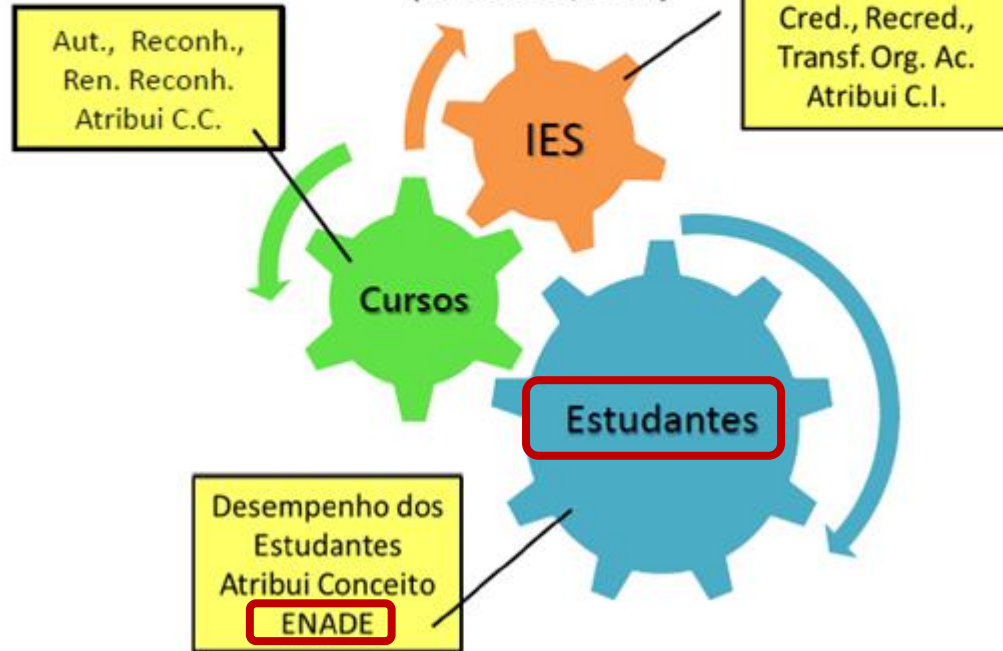 Aut., Reconh.,
Ren. Reconh.
Atribui C.C.
Cred., Recred.,
Transf. Org. Ac.
Atribui C.I.
IES
Cursos
Estudantes
Desempenho dos
Estudantes
Atribui Conceito
ENADE